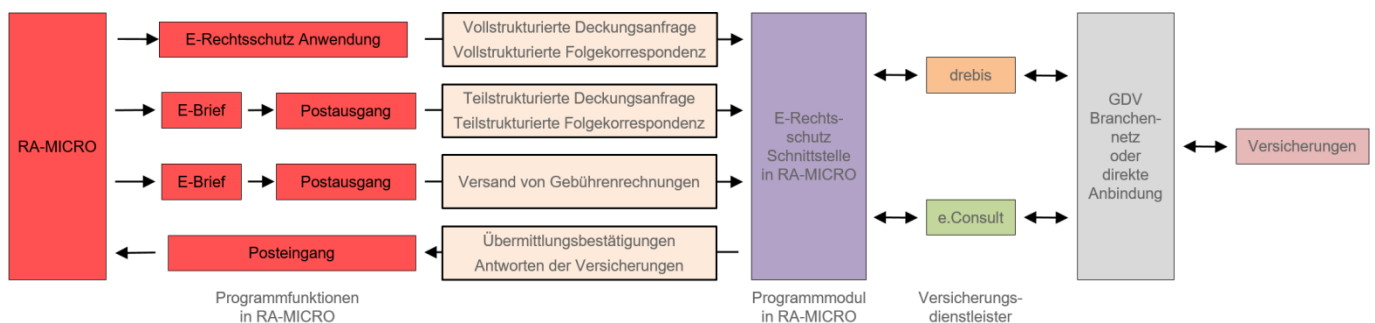 RA-MICRO
E-Rechtsschutz Anwendung
Vollstrukturierte Deckungsanfrage
Vollstrukturierte Folgekorrespondenz
E-Brief
Postausgang
Teilstrukturierte Deckungsanfrage
Teilstrukturierte Folgekorrespondenz
E-Brief
Postausgang
Versand von Gebührenrechnungen
Posteingang
Übermittlungsbestätigungen
Antworten der Versicherungen
E-Rechts-
schutz
Schnittstelle
in RA-MICRO
drebis
e.Consult
GDV
Branchen-
netz
oder
direkte
Anbindung
Versicherungen
Programmfunktionen
in RA-MICRO
Programmmodul
in RA-MICRO
Versicherungs-
dienstleister